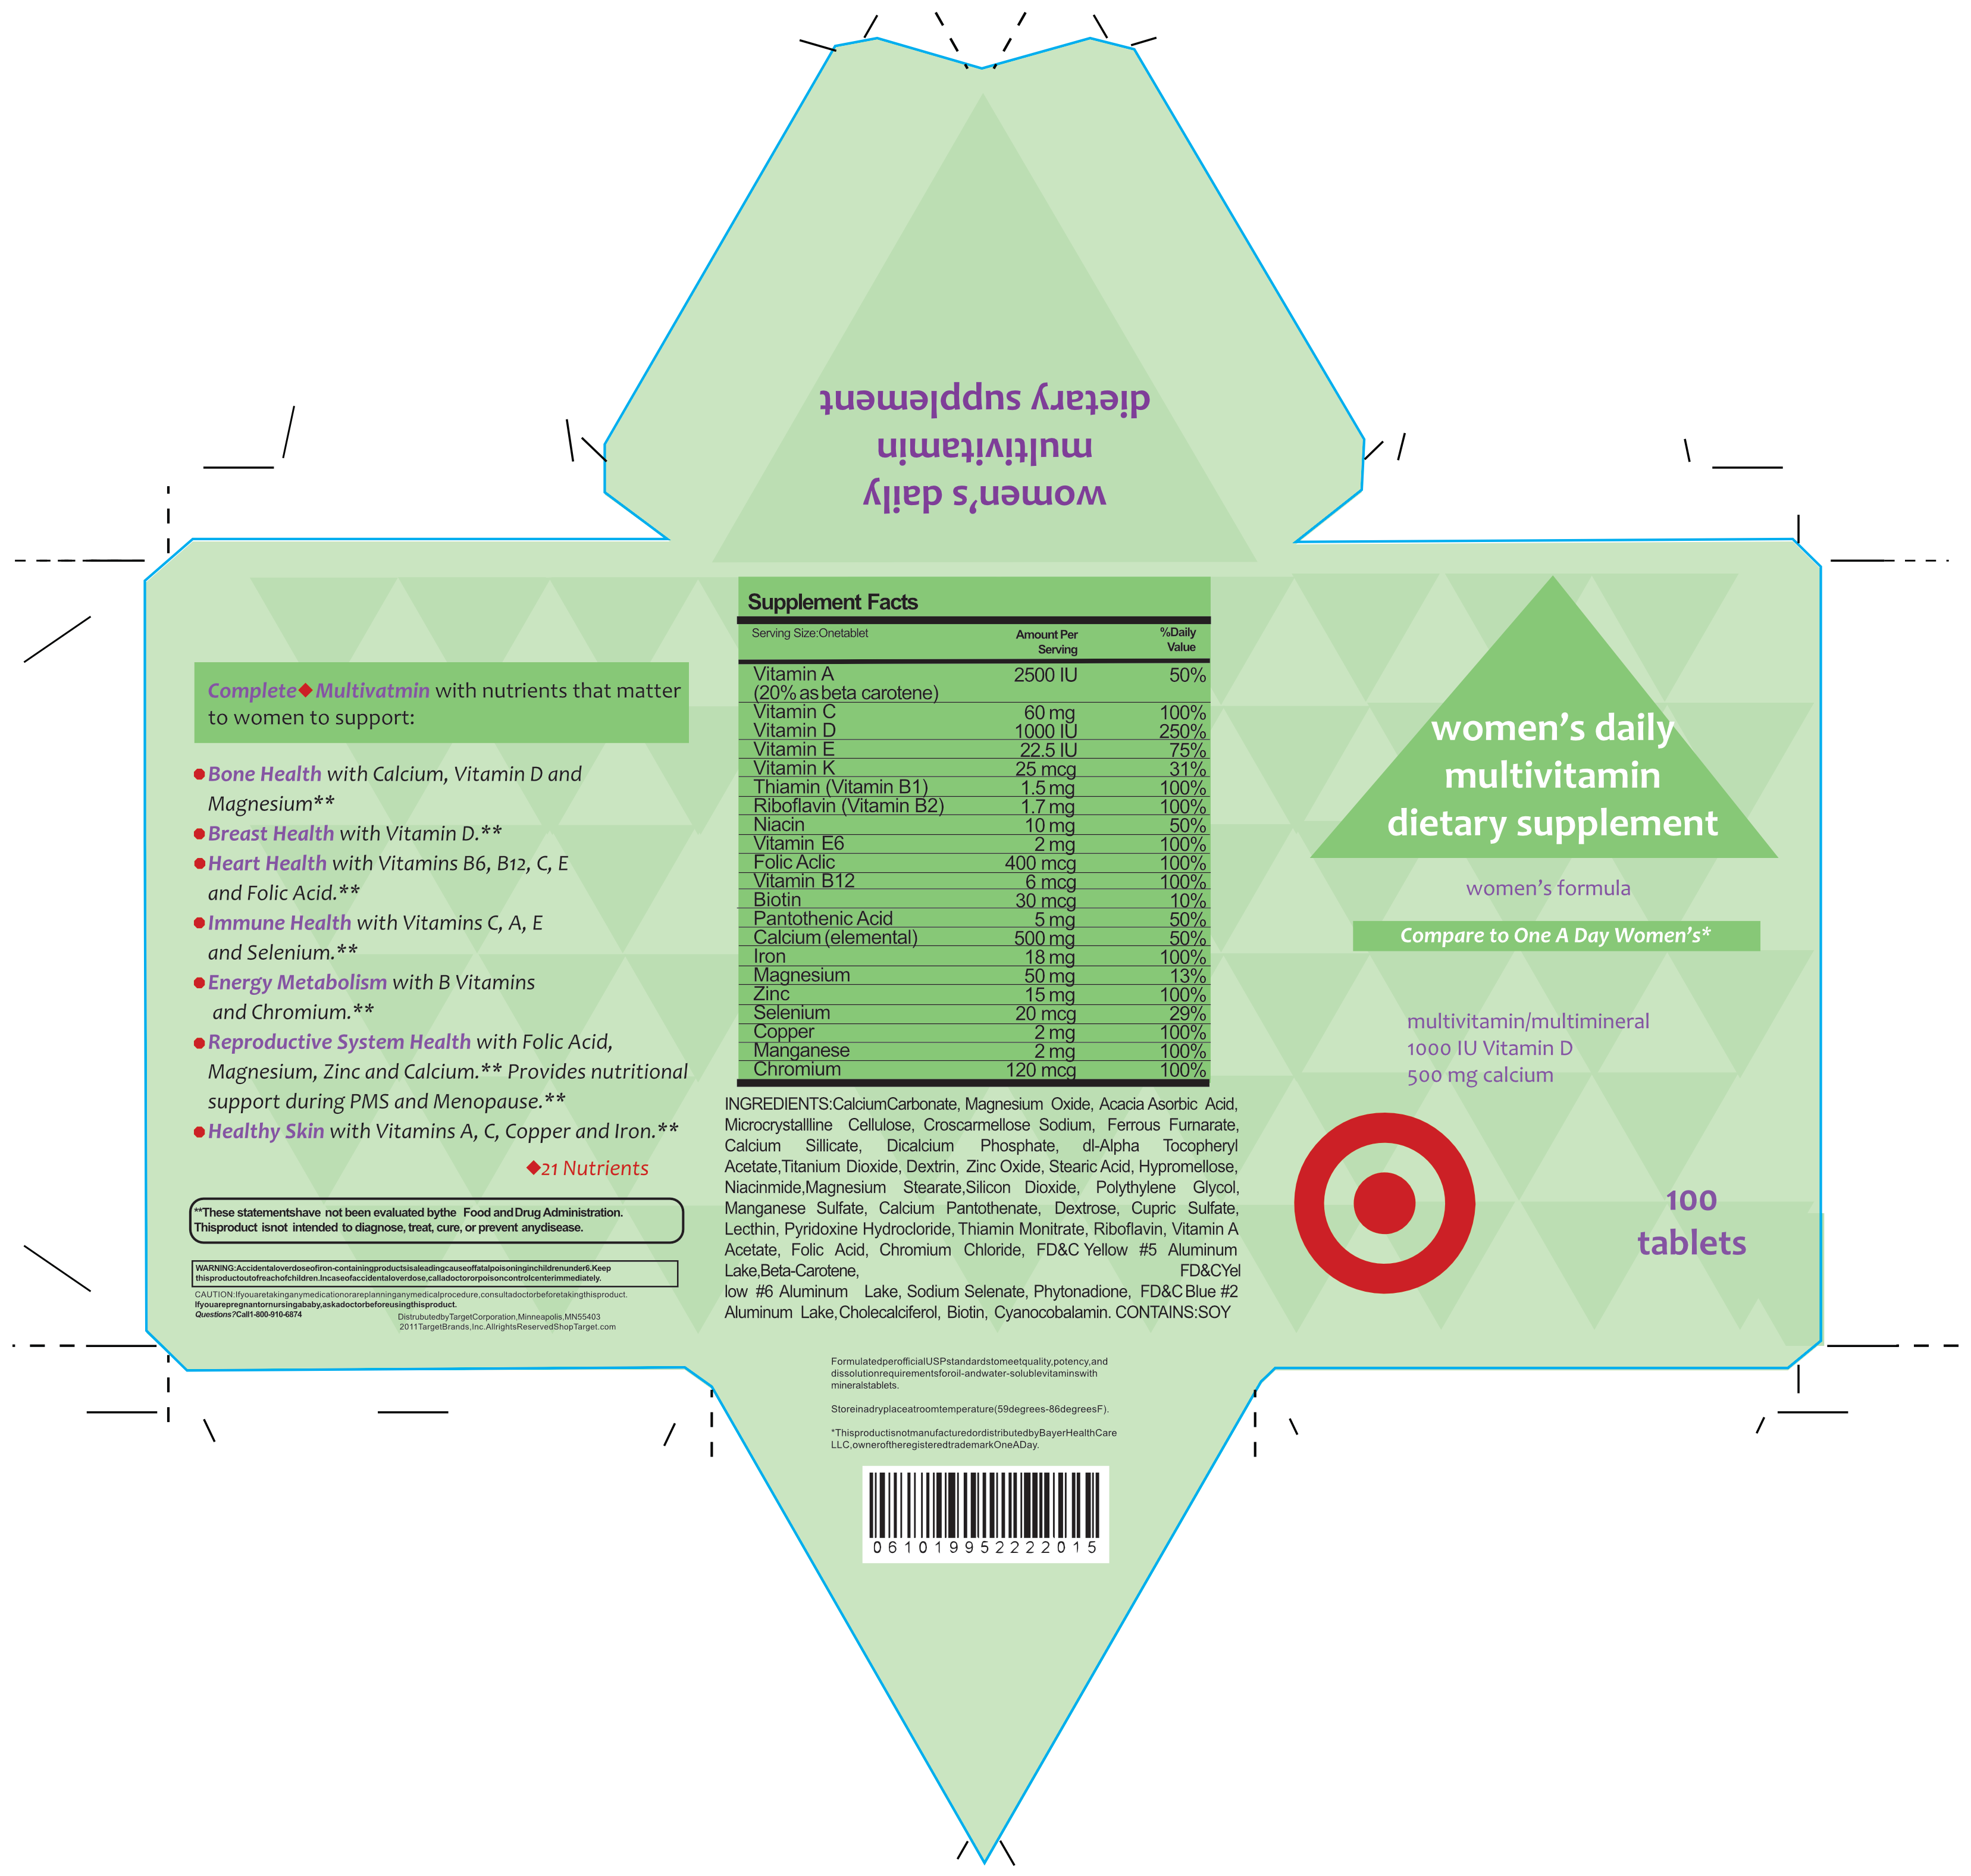 women's daily
multivitamin
dietary supplement
Complete◆Multivatmin with nutrients that matter
to women to support:
Bone Health with Calcium, Vitamin D and
Magnesium**
Breast Health with Vitamin D.**
Heart Health with Vitamins B6, B12, C, E
and Folic Acid.**
Immune Health with Vitamins C, A, E
and Selenium.**
Energy Metabolism with B Vitamins
and Chromium.**
Reproductive System Health with Folic Acid,
Magnesium, Zinc and Calcium.** Provides nutritional
support during PMS and Menopause.**
Healthy Skin with Vitamins A, C, Copper and Iron.**
◆21 Nutrients
**These statementshave not been evaluated bythe Food and Drug Administration.
Thisproduct isnot intended to diagnose, treat, cure, or prevent anydisease.
WARNING:Accidentaloverdoseofiron-containingproductsisaleadingcauseoffatalpoisoninginchildrenunder6.Keep
thisproductoutofreachofchildren.Incaseofaccidentaloverdose,calladoctororpoisoncontrolcenterimmediately.
CAUTION:Ifyouaretakinganymedicationorareplanninganymedicalprocedure,consultadoctorbeforetakingthisproduct.
Ifyouarepregnantornursingababy,askadoctorbeforeusingthisproduct.
Questions?Call1-800-910-6874
DistrubutedbyTargetCorporation,Minneapolis,MN55403
2011TargetBrands,Inc.AllrightsReservedShopTarget.com
Supplement Facts
Serving Size:Onetablet Amount Per Serving %Daily Value
Vitamin A 2500 IU 50%
(20% as beta carotene)
Vitamin C 60 mg 100%
Vitamin D 1000 IU 250%
Vitamin E 22.5 IU 75%
Vitamin K 25 mcg 31%
Thiamin (Vitamin B1) 1.5 mg 100%
Riboflavin (Vitamin B2) 1.7 mg 100%
Niacin 10 mg 50%
Vitamin E6 2 mg 100%
Folic Aclic 400 mcg 100%
Vitamin B12 6 mcg 100%
Biotin 30 mcg 10%
Pantothenic Acid 5 mg 50%
Calcium (elemental) 500 mg 50%
Iron 18 mg 100%
Magnesium 50 mg 13%
Zinc 15 mg 100%
Selenium 20 mcg 29%
Copper 2 mg 100%
Manganese 2 mg 100%
Chromium 120 mcg 100%
INGREDIENTS:CalciumCarbonate, Magnesium Oxide, Acacia Asorbic Acid,
Microcrystallline Cellulose, Croscarmellose Sodium, Ferrous Furnarate,
Calcium Sillicate, Dicalcium Phosphate, dl-Alpha Tocopheryl
Acetate,Titanium Dioxide, Dextrin, Zinc Oxide, Stearic Acid, Hypromellose,
Niacinmide,Magnesium Stearate,Silicon Dioxide, Polythylene Glycol,
Manganese Sulfate, Calcium Pantothenate, Dextrose, Cupric Sulfate,
Lecthin, Pyridoxine Hydrocloride, Thiamin Monitrate, Riboflavin, Vitamin A
Acetate, Folic Acid, Chromium Chloride, FD&C Yellow #5 Aluminum
Lake,Beta-Carotene, FD&CYel
low #6 Aluminum Lake, Sodium Selenate, Phytonadione, FD&C Blue #2
Aluminum Lake,Cholecalciferol, Biotin, Cyanocobalamin. CONTAINS:SOY
FormulatedperofficialUSPstandardstomeetquality,potency,and
dissolutionrequirementsforoil-andwater-solublevitaminswith
mineralstablets.
Storeinadryplaceatroomtemperature(59degrees-86degreesF).
*ThisproductisnotmanufacturedordistributedbyBayerHealthCare
LLC,owneroftheregisteredtrademarkOneADay.
061019952222015
women's daily
multivitamin
dietary supplement
women's formula
Compare to One A Day Women's*
multivitamin/multimineral
1000 IU Vitamin D
500 mg calcium
100
tablets